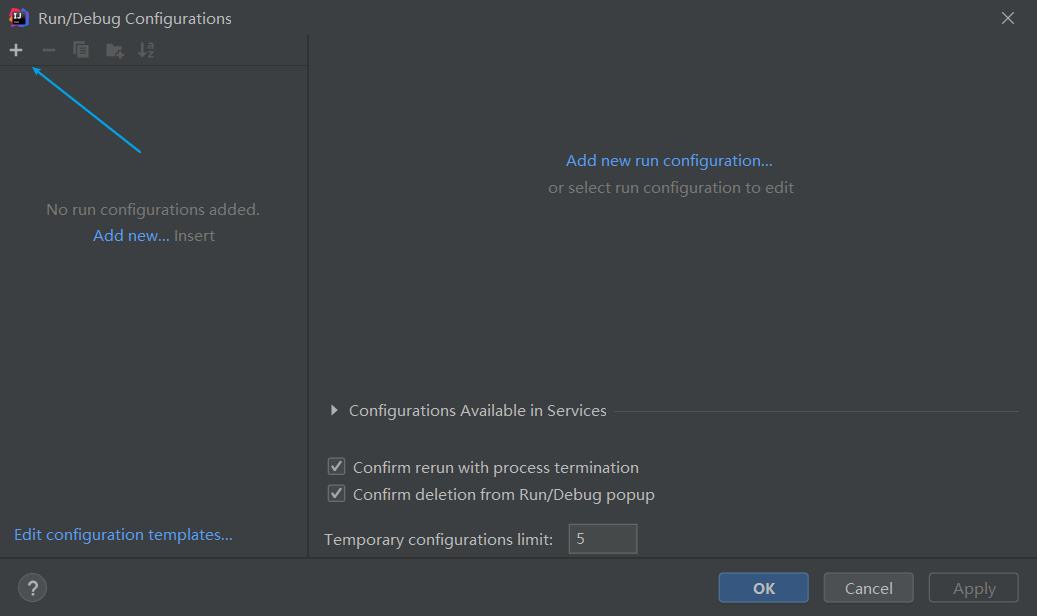 Run/Debug Configurations
No run configurations added.
Add new... Insert
Edit configuration templates...
Add new run configuration...
or select run configuration to edit
Configurations Available in Services
Confirm rerun with process termination
Confirm deletion from Run/Debug popup
Temporary configurations limit: 5
? OK Cancel Apply